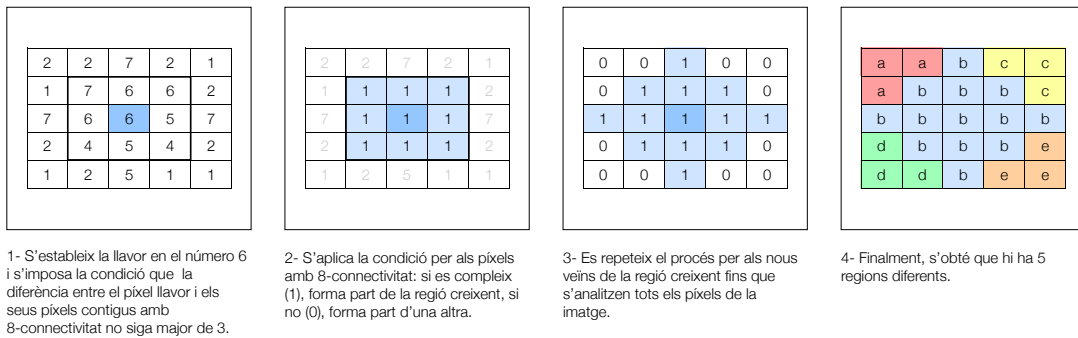 2 2 7 2 1
1 7 6 6 2
7 6 6 5 7
2 4 5 4 2
1 2 5 1 1
1- S'estableix la llavor en el número 6
i s'imposa la condició que la
diferència entre el píxel llavor i els
seus píxels contigus amb
8-connectivitat no siga major de 3.
2 2 7 2 1
1 1 1 1 2
7 1 1 1 7
2 1 1 1 2
1 2 5 1 1
2- S'aplica la condició per als píxels
amb 8-connectivitat: si es compleix
(1), forma part de la regió creixent, si
no (0), forma part d'una altra.
0 0 1 0 0
0 1 1 1 0
1 1 1 1 1
0 1 1 1 0
0 0 1 0 0
3- Es repeteix el procés per als nous
veïns de la regió creixent fins que
s'analitzen tots els píxels de la
imatge.
a a b c c
a b b b c
b b b b b
d b b b e
d d b e e
4- Finalment, s'obté que hi ha 5
regions diferents.